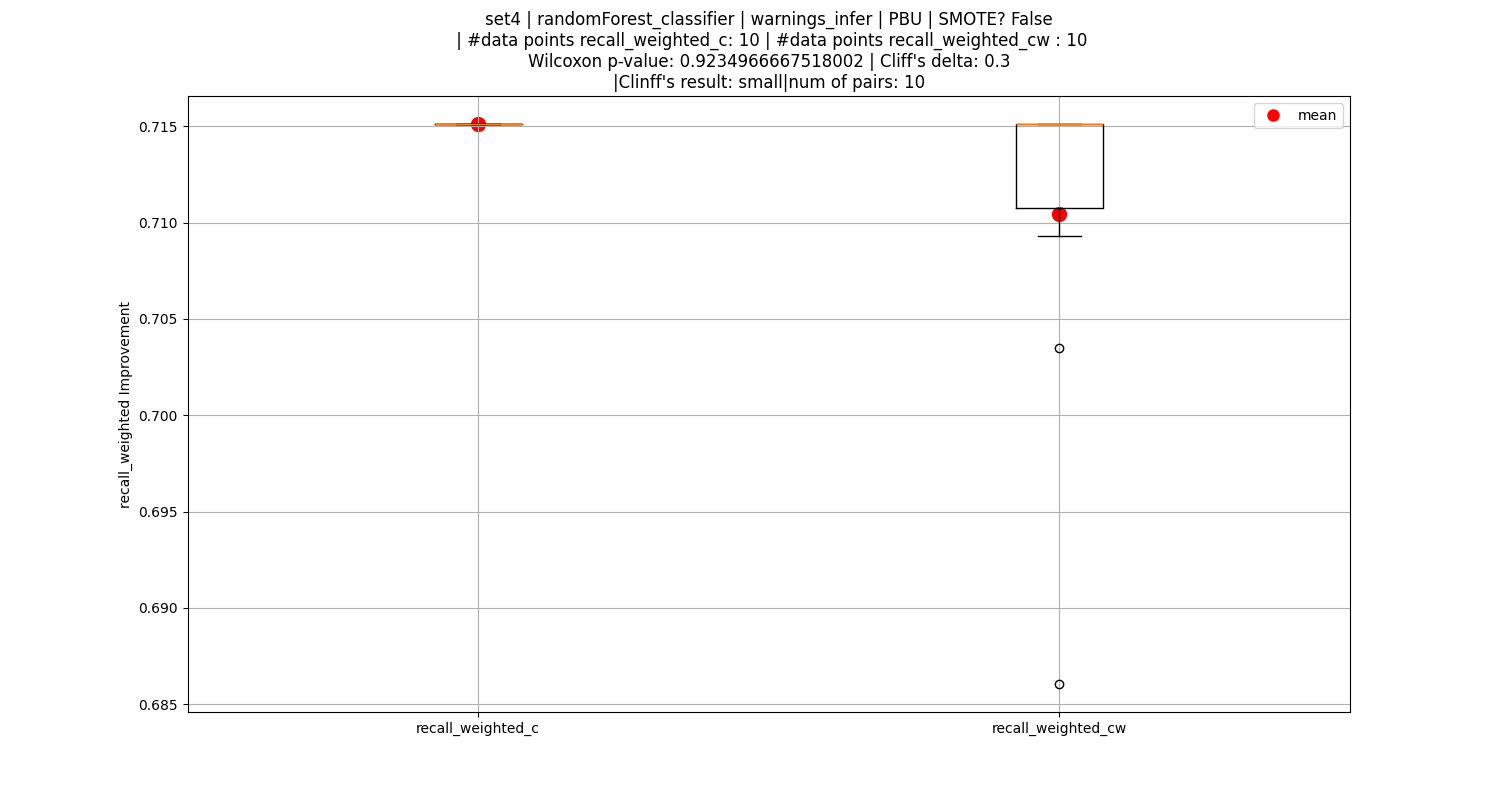 set4 | randomForest_classifier | warnings_infer | PBU | SMOTE? False
| #data points recall_weighted_c: 10 | #data points recall_weighted_cw : 10
Wilcoxon p-value: 0.9234966667518002 | Cliff's delta: 0.3
|Clinff's result: small|num of pairs: 10
mean
0.715
0.710
0.705
0.700
0.695
0.690
0.685
recall_weighted Improvement
recall_weighted_c
recall_weighted_cw